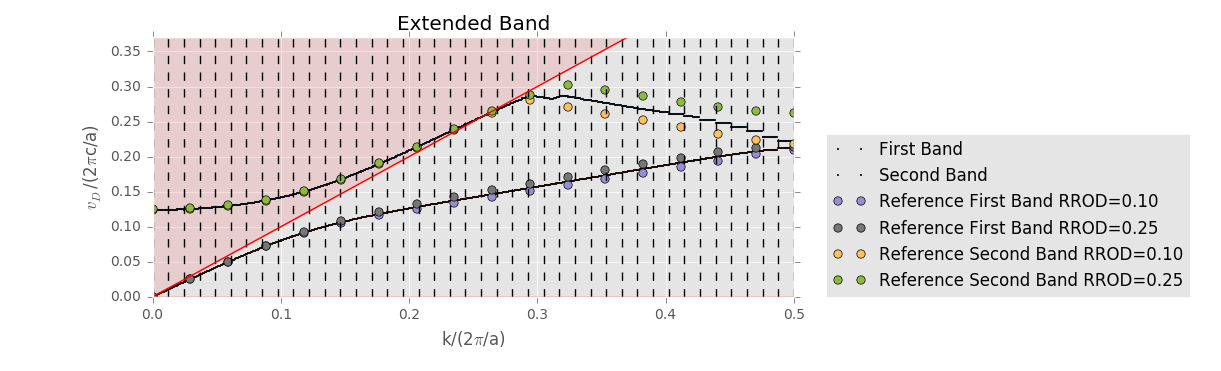 Extended Band
0.35
0.30
0.25
0.20
0.15
0.10
0.05
0.00
v_D/(2πc/a)
0.0 0.1 0.2 0.3 0.4 0.5
k/(2π/a)
First Band
Second Band
Reference First Band RROD=0.10
Reference First Band RROD=0.25
Reference Second Band RROD=0.10
Reference Second Band RROD=0.25